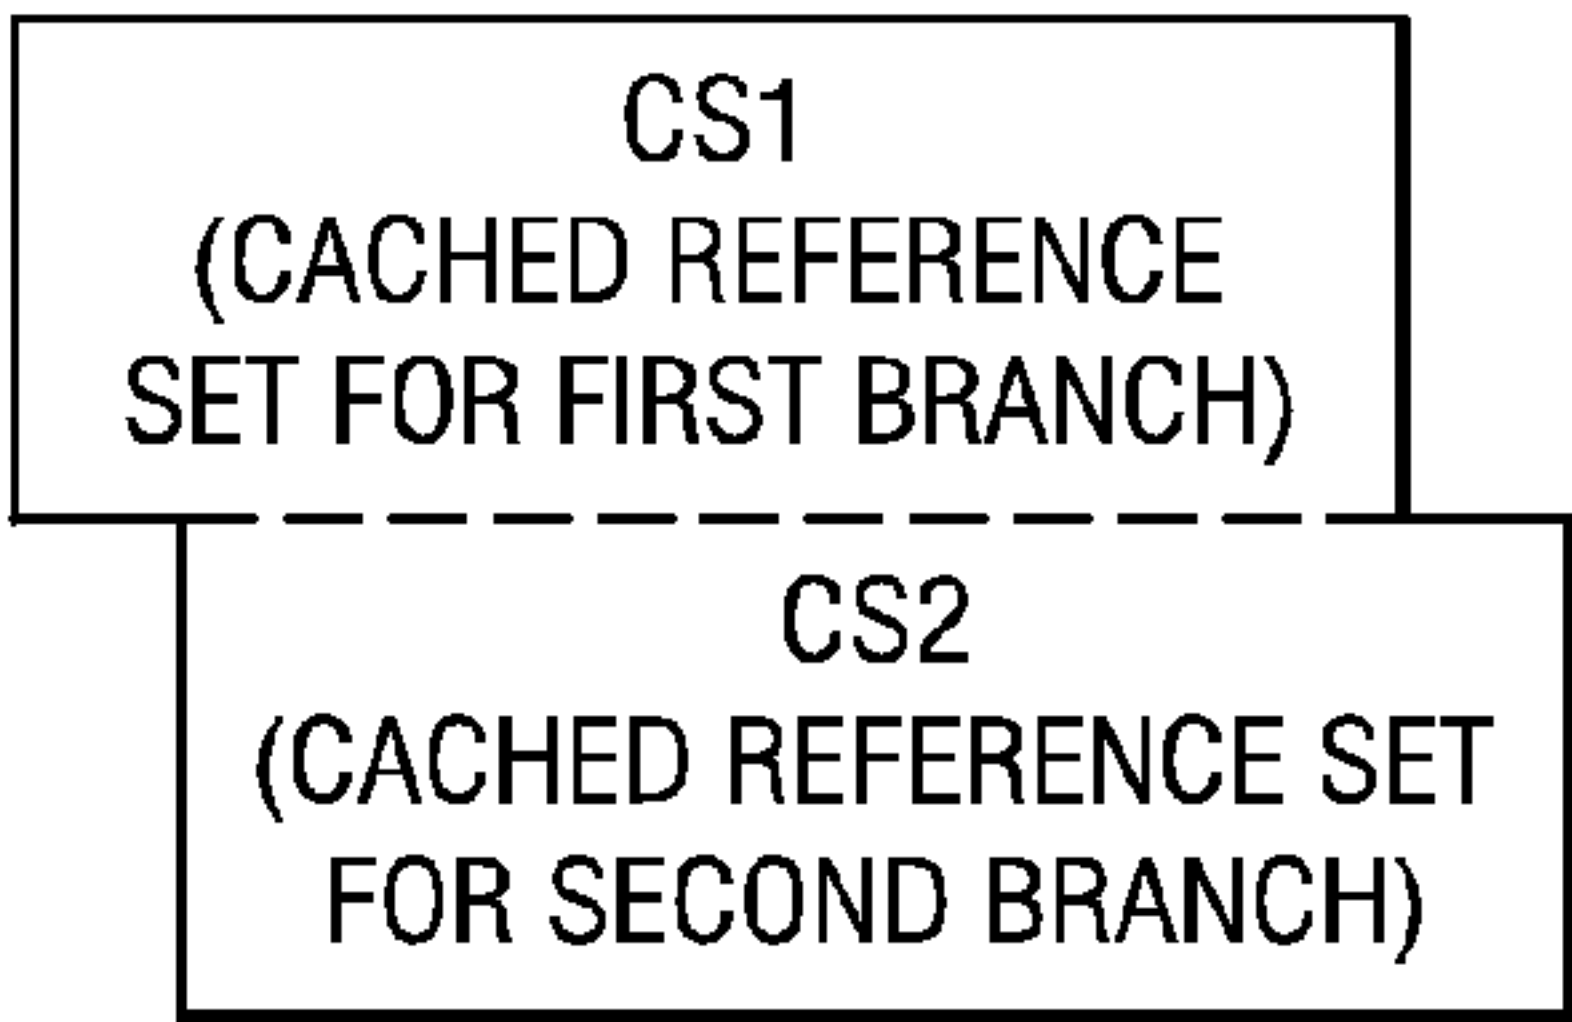 CS1
(CACHED REFERENCE
SET FOR FIRST BRANCH)
CS2
(CACHED REFERENCE SET
FOR SECOND BRANCH)